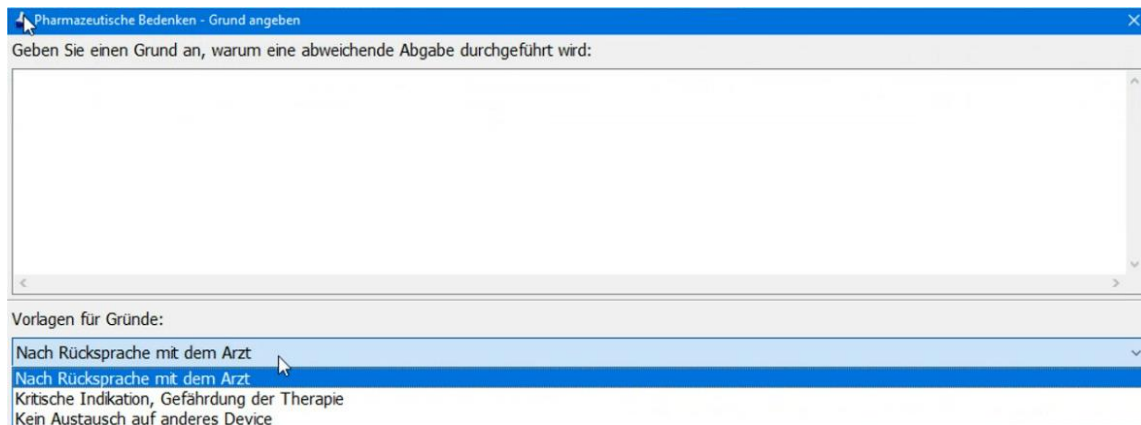 Pharmazeutische Bedenken - Grund angeben
Geben Sie einen Grund an, warum eine abweichende Abgabe durchgeführt wird:
Vorlagen für Gründe:
Nach Rücksprache mit dem Arzt
Nach Rücksprache mit dem Arzt
Kritische Indikation, Gefährdung der Therapie
Kein Austausch auf anderes Device